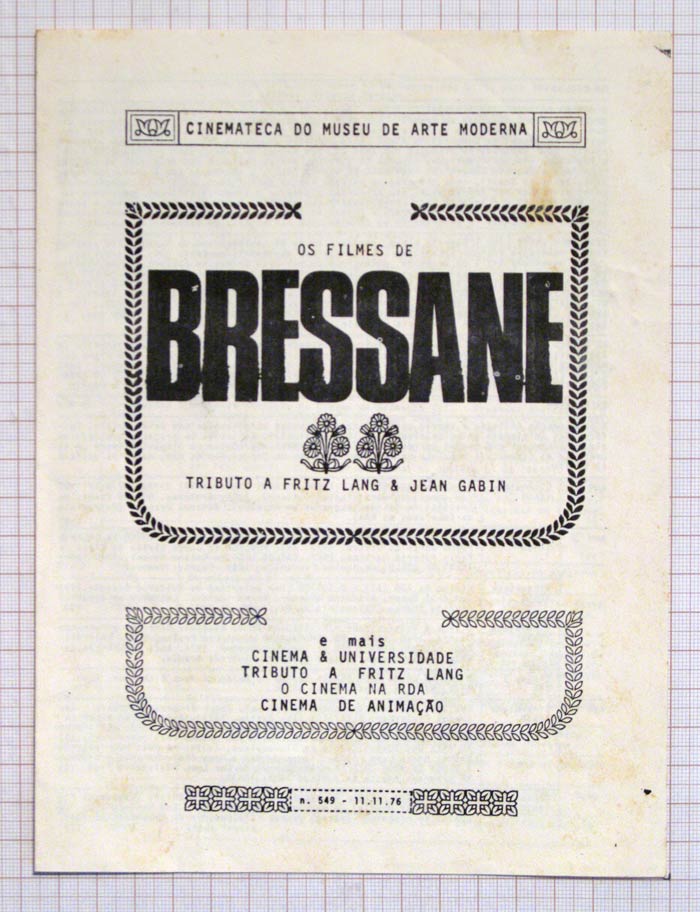 CINEMATECA DO MUSEU DE ARTE MODERNA
OS FILMES DE
BRESSANE
TRIBUTO A FRITZ LANG & JEAN GABIN
e mais
CINEMA & UNIVERSIDADE
TRIBUTO A FRITZ LANG
O CINEMA NA RDA
CINEMA DE ANIMAÇÃO
n. 549 - 11.11.76